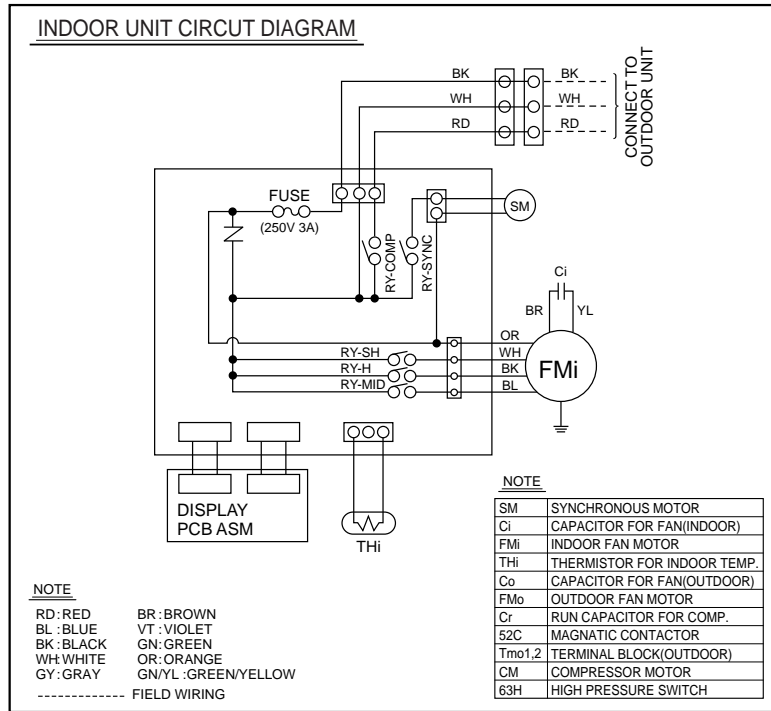 INDOOR UNIT CIRCUT DIAGRAM
BK
BK
WH
WH
RD
RD
CONNECT TO
OUTDOOR UNIT
FUSE
(250V 3A)
RY-COMP
RY-SYNC
SM
Ci
BR
YL
OR
RY-SH
WH
RY-H
BK
RY-MID
BL
FMi
DISPLAY
PCB ASM
THi
NOTE
SM SYNCHRONOUS MOTOR
Ci CAPACITOR FOR FAN(INDOOR)
FMi INDOOR FAN MOTOR
THi THERMISTOR FOR INDOOR TEMP.
Co CAPACITOR FOR FAN(OUTDOOR)
FMo OUTDOOR FAN MOTOR
Cr RUN CAPACITOR FOR COMP.
52C MAGNATIC CONTACTOR
Tmo1,2 TERMINAL BLOCK(OUTDOOR)
CM COMPRESSOR MOTOR
63H HIGH PRESSURE SWITCH
NOTE
RD:RED BR:BROWN
BL:BLUE VT:VIOLET
BK:BLACK GN:GREEN
WH:WHITE OR:ORANGE
GY:GRAY GN/YL :GREEN/YELLOW
------------- FIELD WIRING